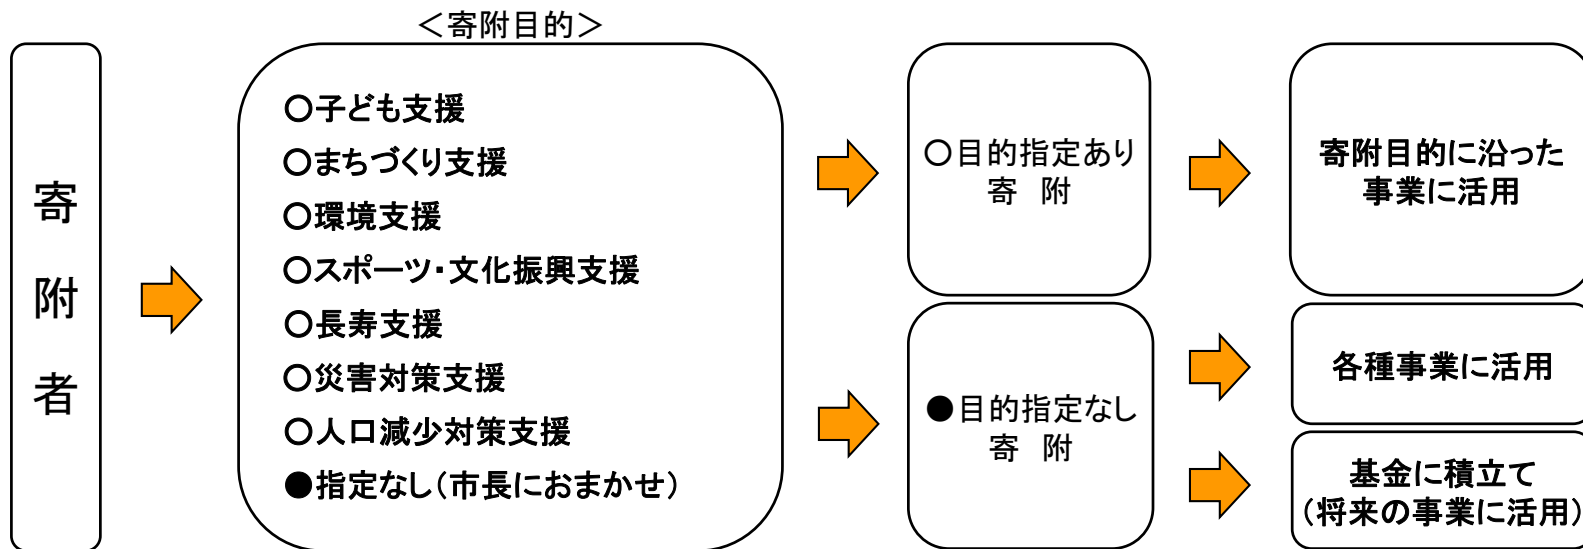 ＜寄附目的＞
寄附者
○子ども支援
○まちづくり支援
○環境支援
○スポーツ・文化振興支援
○長寿支援
○災害対策支援
○人口減少対策支援
●指定なし（市長におまかせ）
○目的指定あり
寄　附
●目的指定なし
寄　附
寄附目的に沿った
事業に活用
各種事業に活用
基金に積立て
（将来の事業に活用）